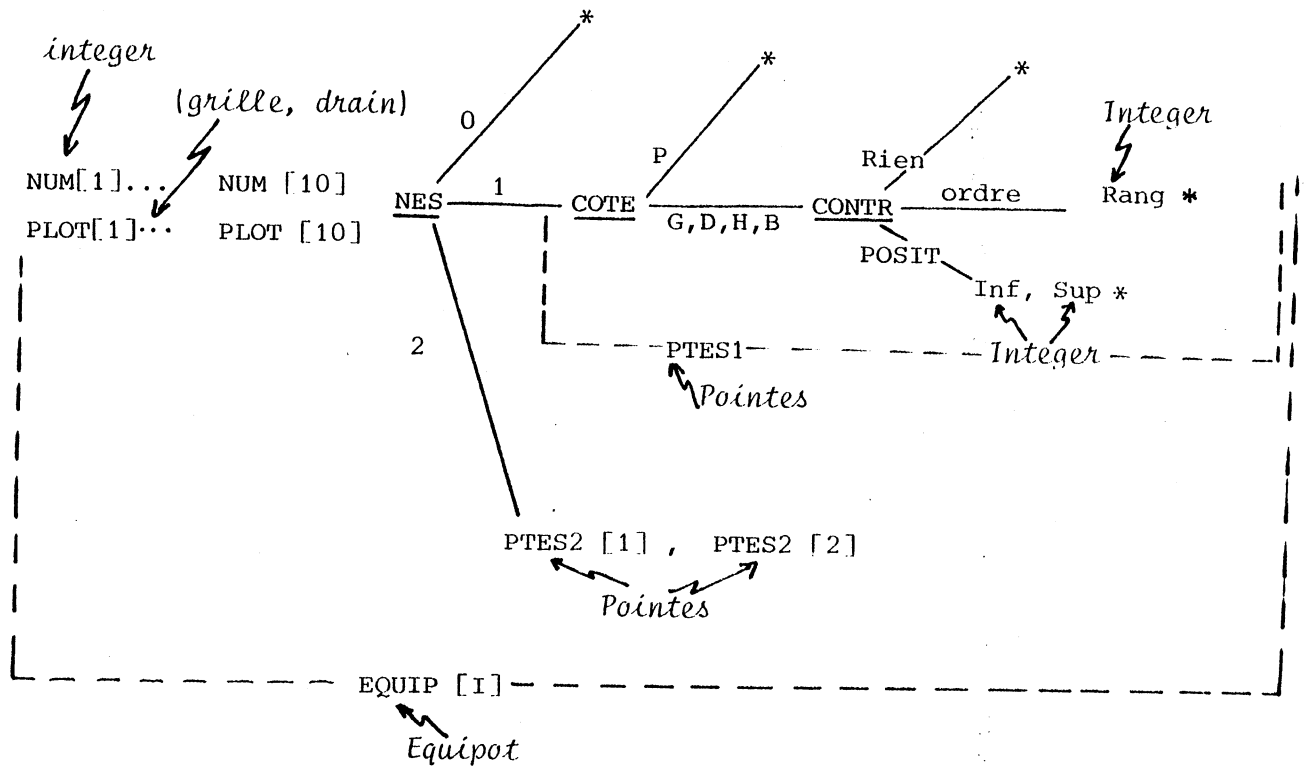 *
integer
*
*
(grille, drain)
Integer
0
P
Rien
NUM[1]... NUM [10]
1
ordre
Rang *
NES
COTE
CONTR
PLOT[1]... PLOT [10]
G,D,H,B
POSIT
Inf, Sup *
2
PTES1
Integer
Pointes
PTES2 [1] , PTES2 [2]
Pointes
EQUIP [I]
Equipot